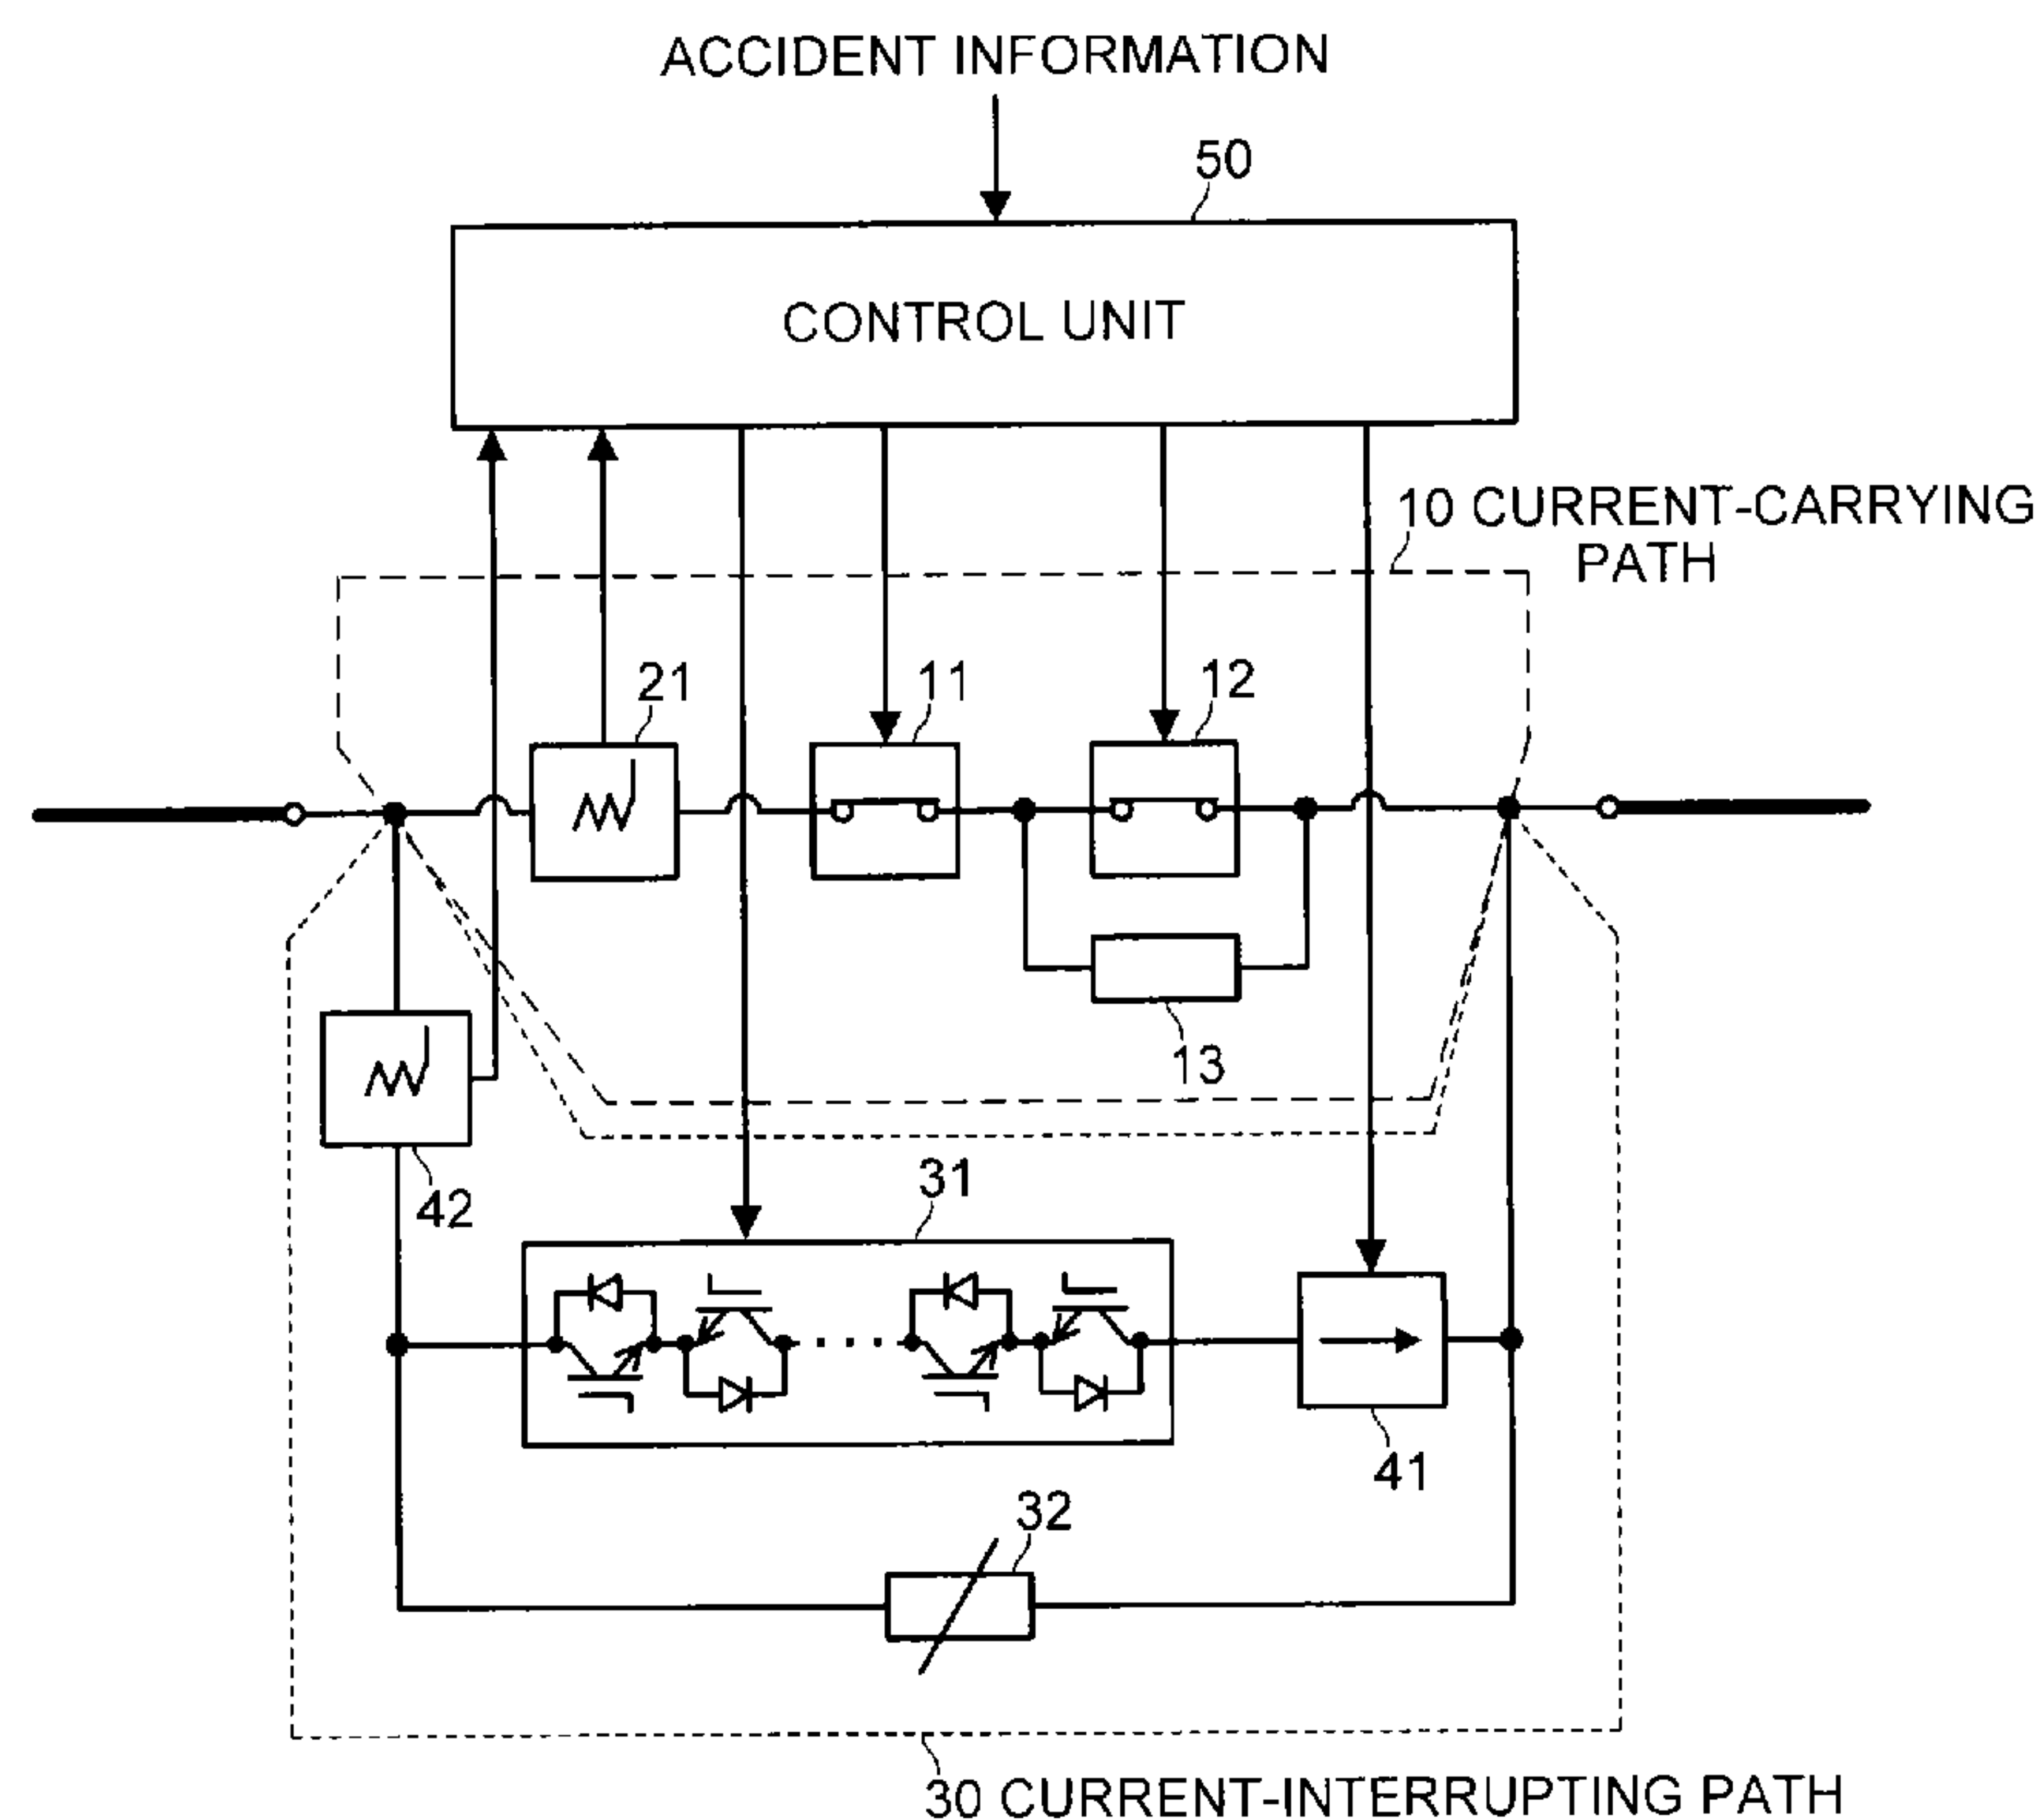 ACCIDENT INFORMATION
50
CONTROL UNIT
10 CURRENT-CARRYING
PATH
21
11
12
13
42
31
41
32
30 CURRENT-INTERRUPTING PATH